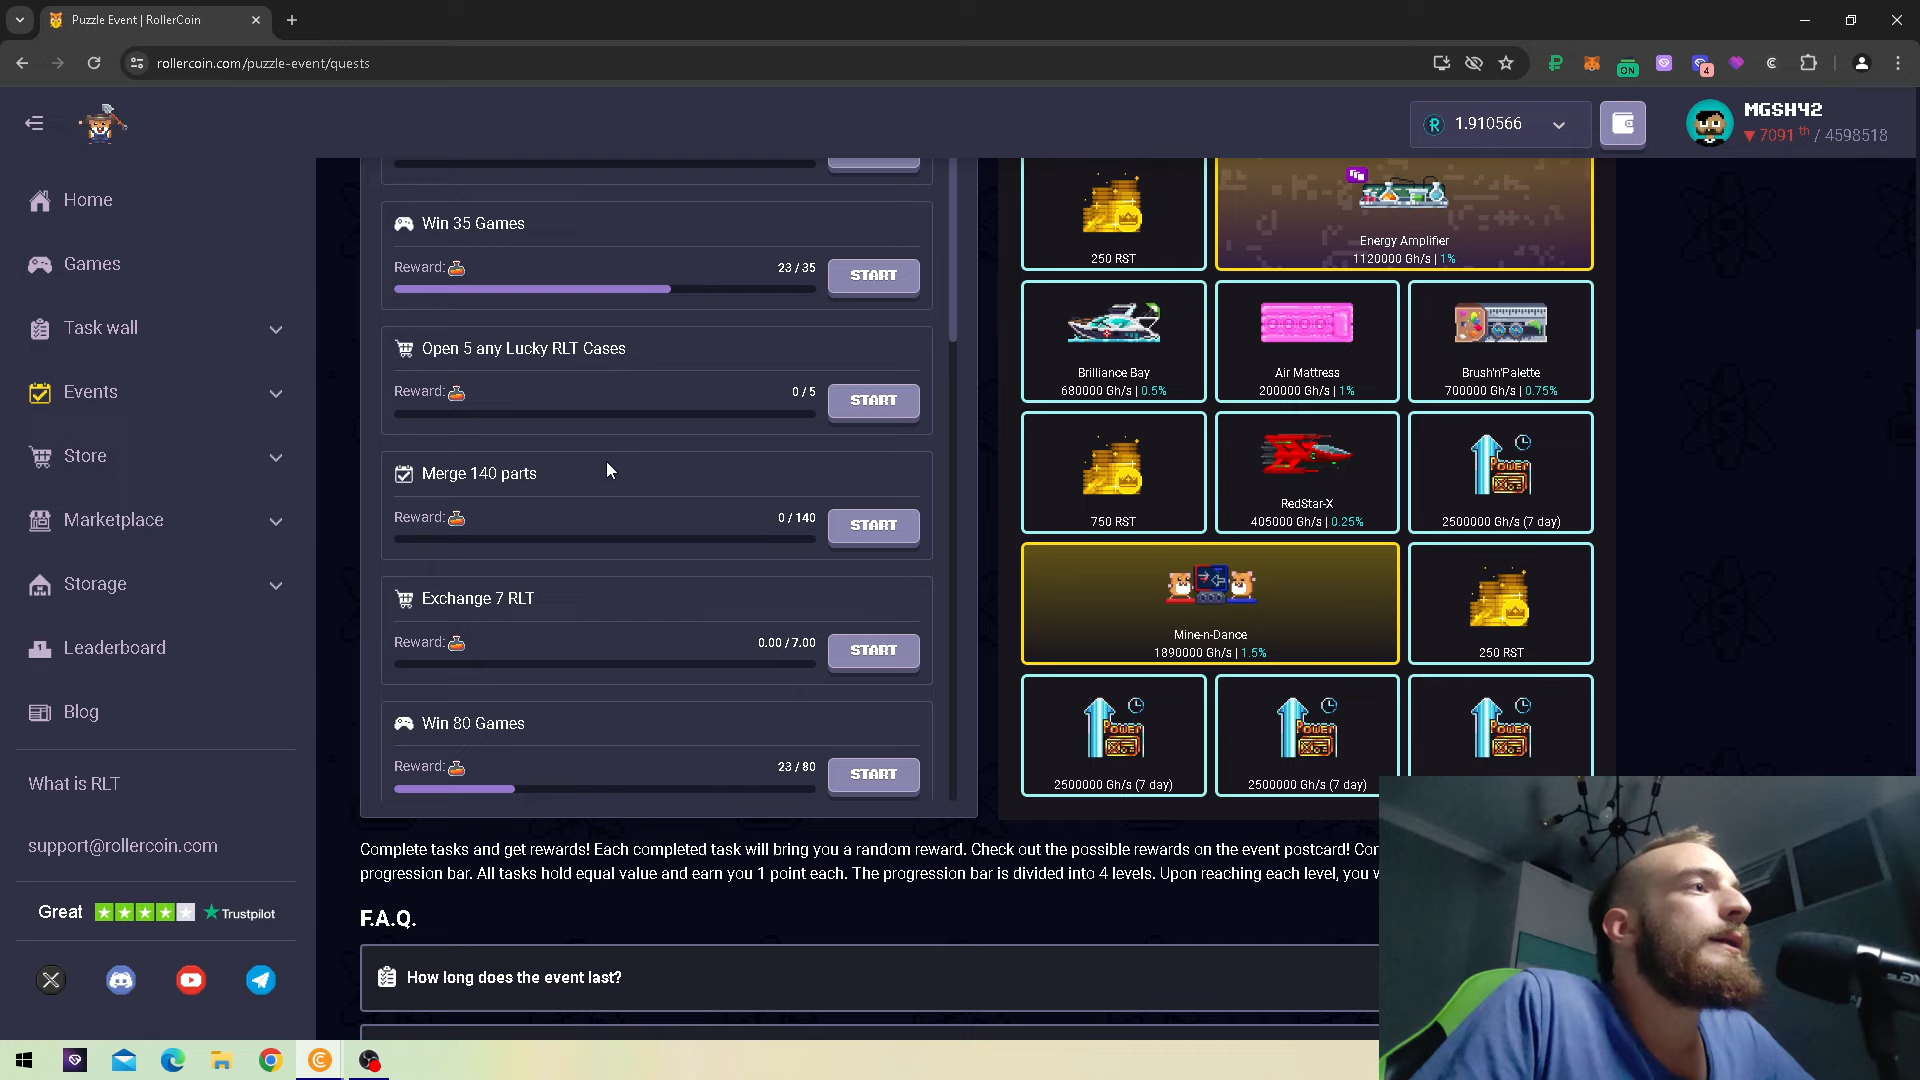 Puzzle Event | RollerCoin
rollercoin.com/puzzle-event/quests
ON
4
1.910566
MGSH42
7091 th / 4598518
Home
Games
Task wall
Events
Store
Marketplace
Storage
Leaderboard
Blog
What is RLT
support@rollercoin.com
Great
Trustpilot
Win 35 Games
Reward:
23 / 35
START
Open 5 any Lucky RLT Cases
Reward:
0 / 5
START
Merge 140 parts
Reward:
0 / 140
START
Exchange 7 RLT
Reward:
0.00 / 7.00
START
Win 80 Games
Reward:
23 / 80
START
250 RST
Energy Amplifier
1120000 Gh/s | 1%
Brilliance Bay
680000 Gh/s | 0.5%
Air Mattress
200000 Gh/s | 1%
Brush'n'Palette
700000 Gh/s | 0.75%
750 RST
RedStar-X
405000 Gh/s | 0.25%
POWER
2500000 Gh/s (7 day)
Mine-n-Dance
1890000 Gh/s | 1.5%
250 RST
POWER
2500000 Gh/s (7 day)
POWER
2500000 Gh/s (7 day)
POWER
Complete tasks and get rewards! Each completed task will bring you a random reward. Check out the possible rewards on the event postcard!
progression bar. All tasks hold equal value and earn you 1 point each. The progression bar is divided into 4 levels. Upon reaching each level, you
F.A.Q.
How long does the event last?